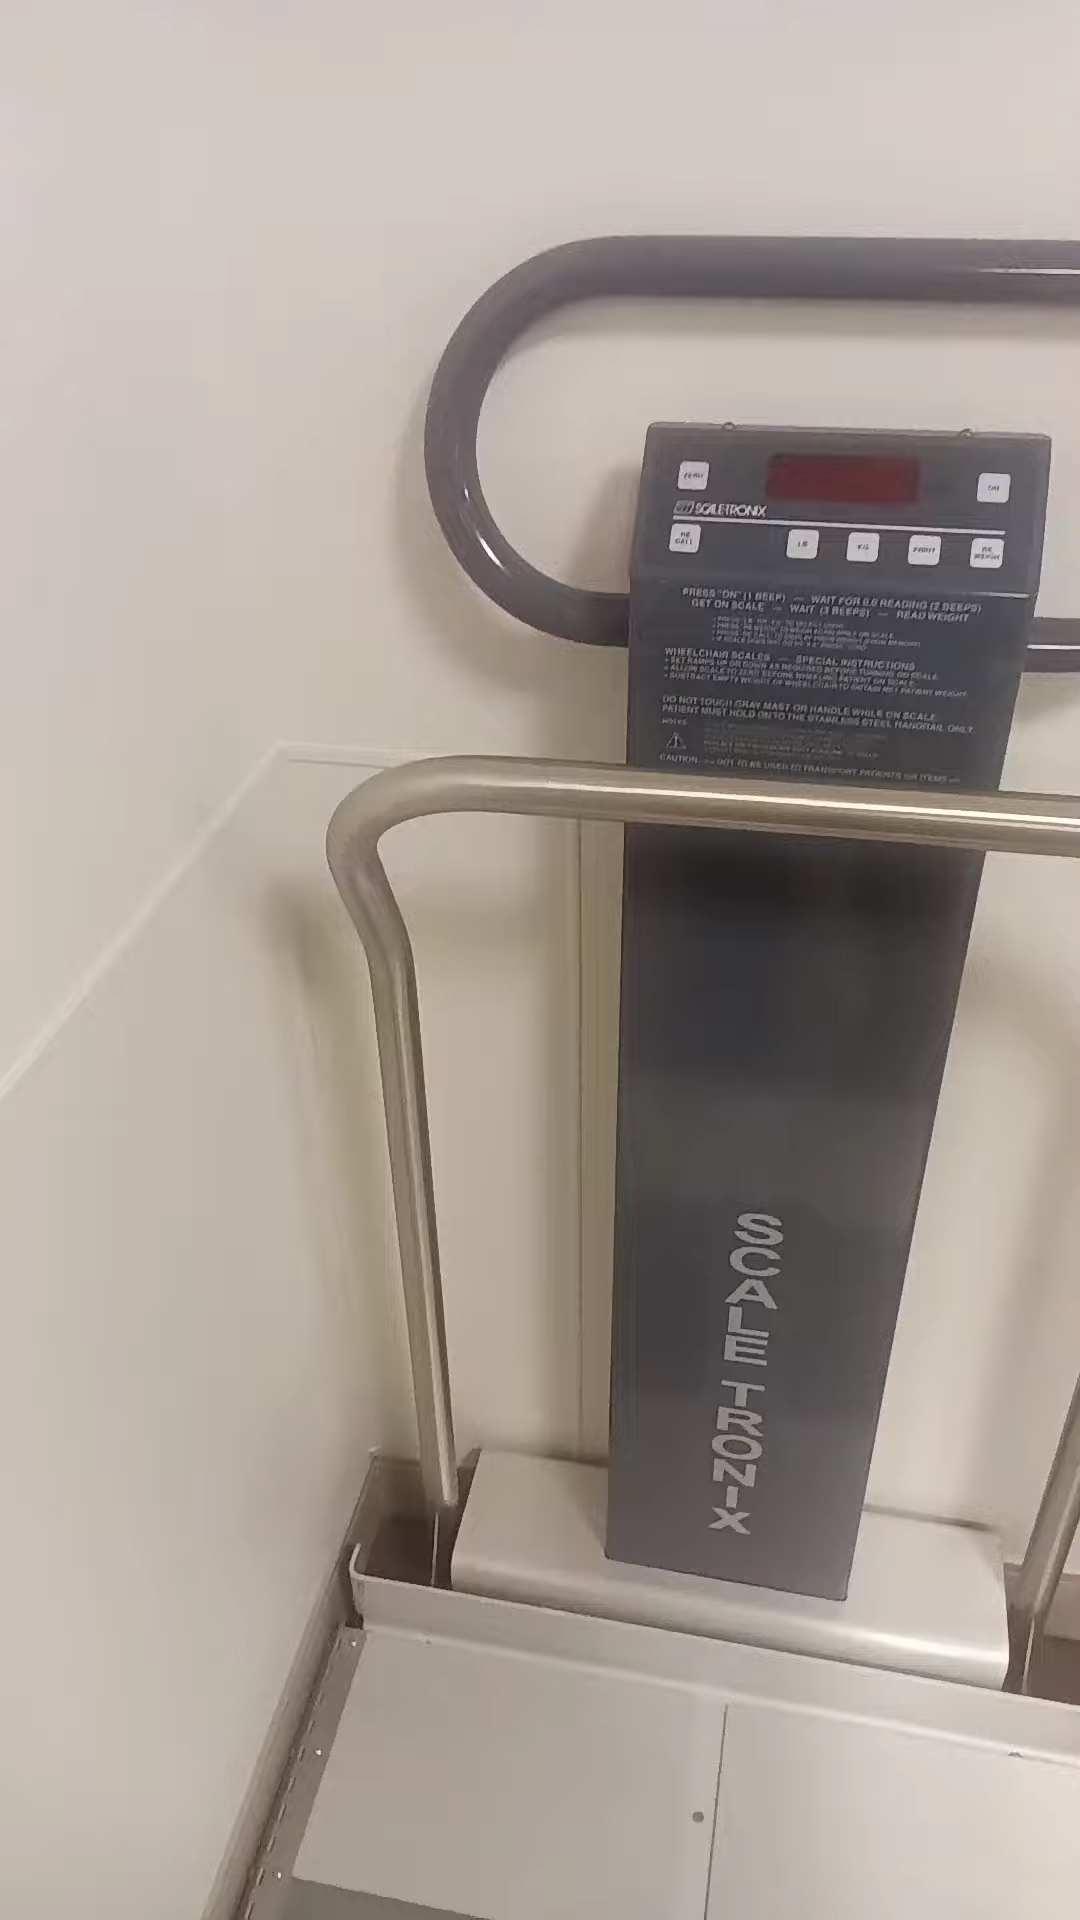 ZERO
ON
SCALETRONIX
RE CALL
LB
KG
PRINT
RE WEIGH
PRESS "ON" (1 BEEP) — WAIT FOR 0.0 READING (2 BEEPS)
GET ON SCALE — WAIT (3 BEEPS) — READ WEIGHT
WHEELCHAIR SCALES — SPECIAL INSTRUCTIONS
• SET RAMPS UP OR DOWN AS REQUIRED BEFORE TURNING ON SCALE.
• ALLOW SCALE TO ZERO BEFORE WHEELING PATIENT ON SCALE.
• SUBTRACT EMPTY WEIGHT OF WHEELCHAIR TO OBTAIN NET PATIENT WEIGHT.
DO NOT TOUCH GRAY MAST OR HANDLE WHILE ON SCALE.
PATIENT MUST HOLD ONTO THE STAINLESS STEEL HANDRAIL ONLY.
NOTES
CAUTION: NOT TO BE USED TO TRANSPORT PATIENTS OR ITEMS
SCALE TRONIX